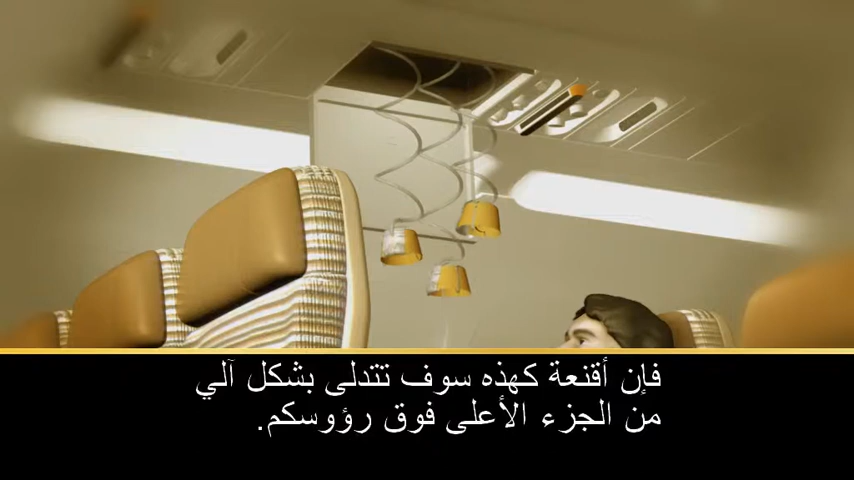 فإن أقنعة كهذه سوف تتدلى بشكل آلي
من الجزء الأعلى فوق رؤوسكم.